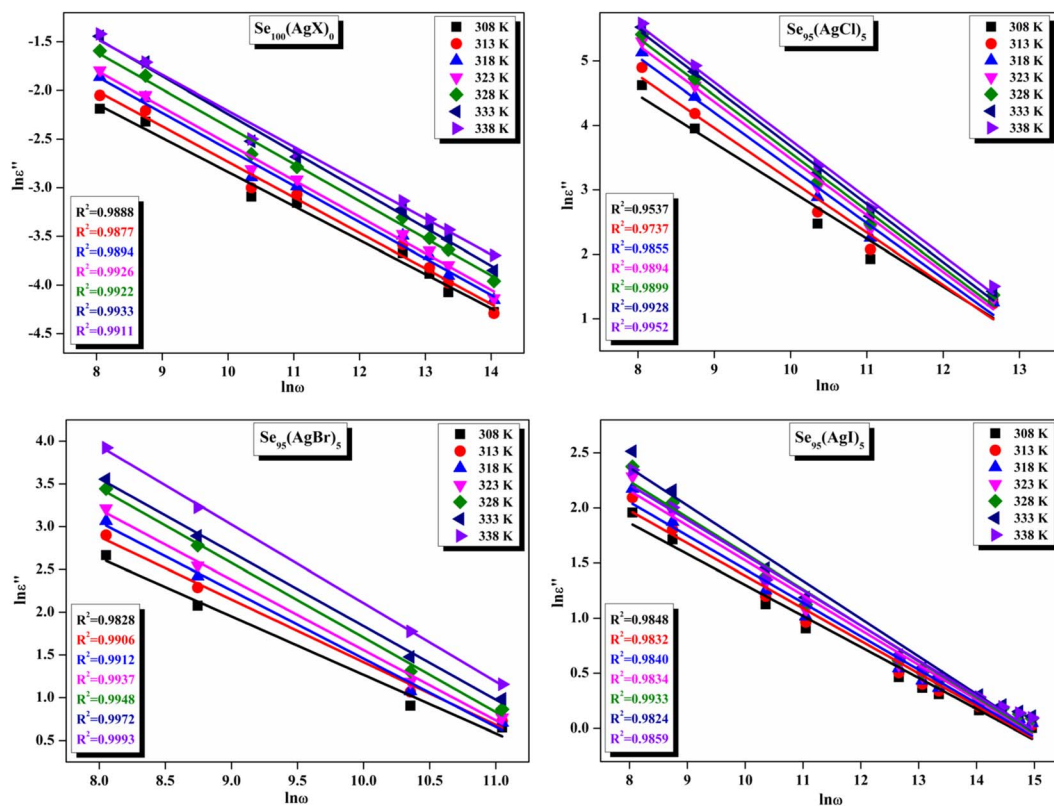 Se100(AgX)0
308 K
313 K
318 K
323 K
328 K
333 K
338 K
-1.5
-2.0
-2.5
-3.0
-3.5
-4.0
-4.5
lnε''
R²=0.9888
R²=0.9877
R²=0.9894
R²=0.9926
R²=0.9922
R²=0.9933
R²=0.9911
8 9 10 11 12 13 14
lnω
Se95(AgCl)5
308 K
313 K
318 K
323 K
328 K
333 K
338 K
5
4
3
2
1
lnε''
R²=0.9537
R²=0.9737
R²=0.9855
R²=0.9894
R²=0.9899
R²=0.9928
R²=0.9952
8 9 10 11 12 13
lnω
Se95(AgBr)5
308 K
313 K
318 K
323 K
328 K
333 K
338 K
4.0
3.5
3.0
2.5
2.0
1.5
1.0
0.5
lnε''
R²=0.9828
R²=0.9906
R²=0.9912
R²=0.9937
R²=0.9948
R²=0.9972
R²=0.9993
8.0 8.5 9.0 9.5 10.0 10.5 11.0
lnω
Se95(AgI)5
308 K
313 K
318 K
323 K
328 K
333 K
338 K
2.5
2.0
1.5
1.0
0.5
0.0
lnε''
R²=0.9848
R²=0.9832
R²=0.9840
R²=0.9834
R²=0.9933
R²=0.9824
R²=0.9859
8 9 10 11 12 13 14 15
lnω